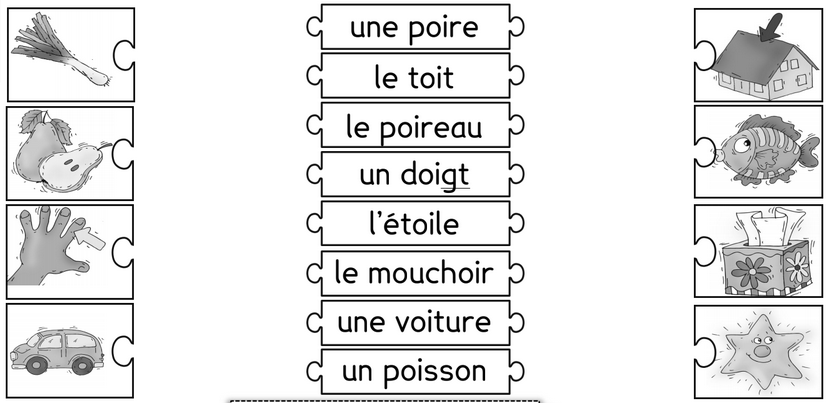 une poire
le toit
le poireau
un doigt
l'étoile
le mouchoir
une voiture
un poisson